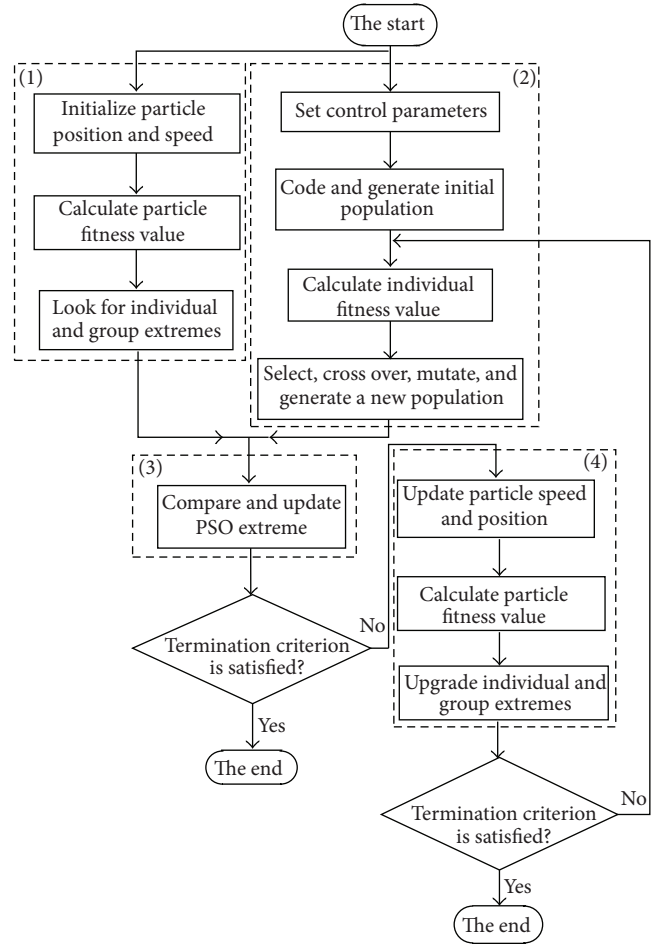 The start
(1)
Initialize particle
position and speed
Calculate particle
fitness value
Look for individual
and group extremes
(2)
Set control parameters
Code and generate initial
population
Calculate individual
fitness value
Select, cross over, mutate, and
generate a new population
(3)
Compare and update
PSO extreme
Termination criterion
is satisfied?
No
Yes
The end
(4)
Update particle speed
and position
Calculate particle
fitness value
Upgrade individual and
group extremes
Termination criterion
is satisfied?
No
Yes
The end